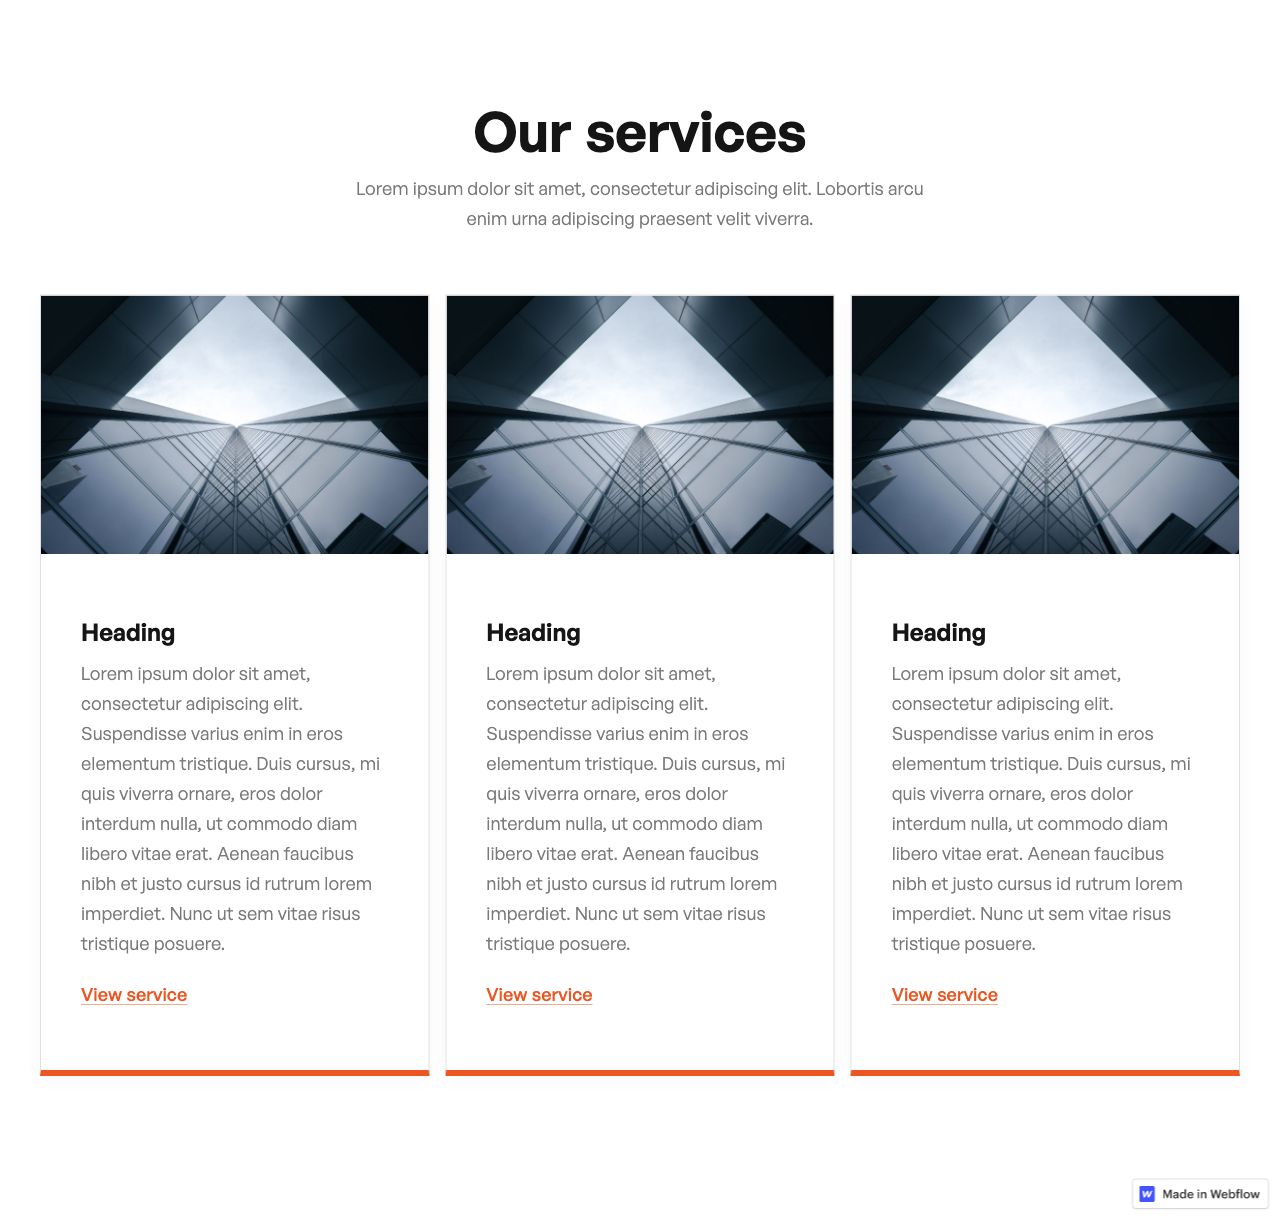 Our services
Lorem ipsum dolor sit amet, consectetur adipiscing elit. Lobortis arcu
enim urna adipiscing praesent velit viverra.
Heading
Lorem ipsum dolor sit amet,
consectetur adipiscing elit.
Suspendisse varius enim in eros
elementum tristique. Duis cursus, mi
quis viverra ornare, eros dolor
interdum nulla, ut commodo diam
libero vitae erat. Aenean faucibus
nibh et justo cursus id rutrum lorem
imperdiet. Nunc ut sem vitae risus
tristique posuere.
View service
Heading
Lorem ipsum dolor sit amet,
consectetur adipiscing elit.
Suspendisse varius enim in eros
elementum tristique. Duis cursus, mi
quis viverra ornare, eros dolor
interdum nulla, ut commodo diam
libero vitae erat. Aenean faucibus
nibh et justo cursus id rutrum lorem
imperdiet. Nunc ut sem vitae risus
tristique posuere.
View service
Heading
Lorem ipsum dolor sit amet,
consectetur adipiscing elit.
Suspendisse varius enim in eros
elementum tristique. Duis cursus, mi
quis viverra ornare, eros dolor
interdum nulla, ut commodo diam
libero vitae erat. Aenean faucibus
nibh et justo cursus id rutrum lorem
imperdiet. Nunc ut sem vitae risus
tristique posuere.
View service
Made in Webflow